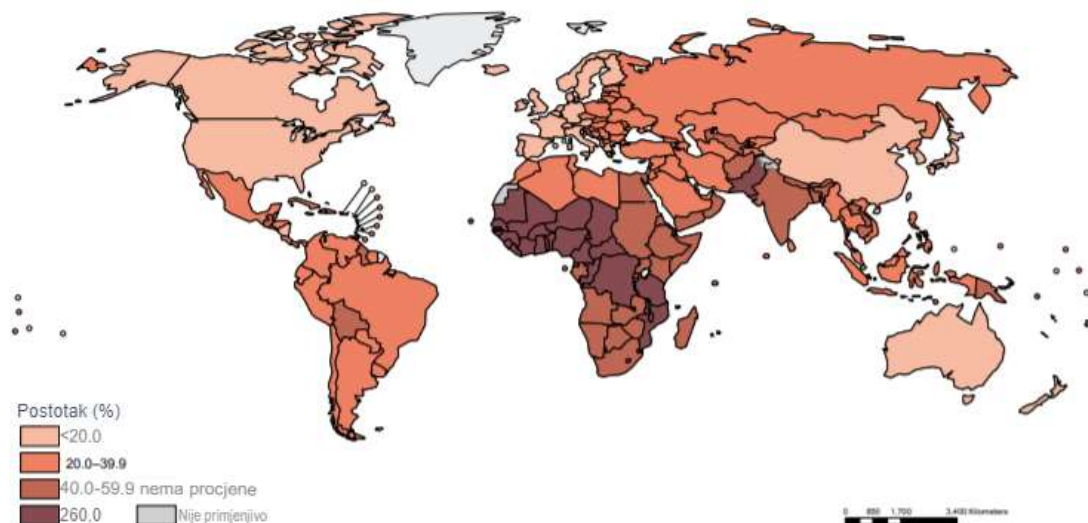 Postotak (%)
<20.0
20.0–39.9
40.0-59.9 nema procjene
260,0 Nije primjenjivo
0 850 1,700 3,400 Kilometers